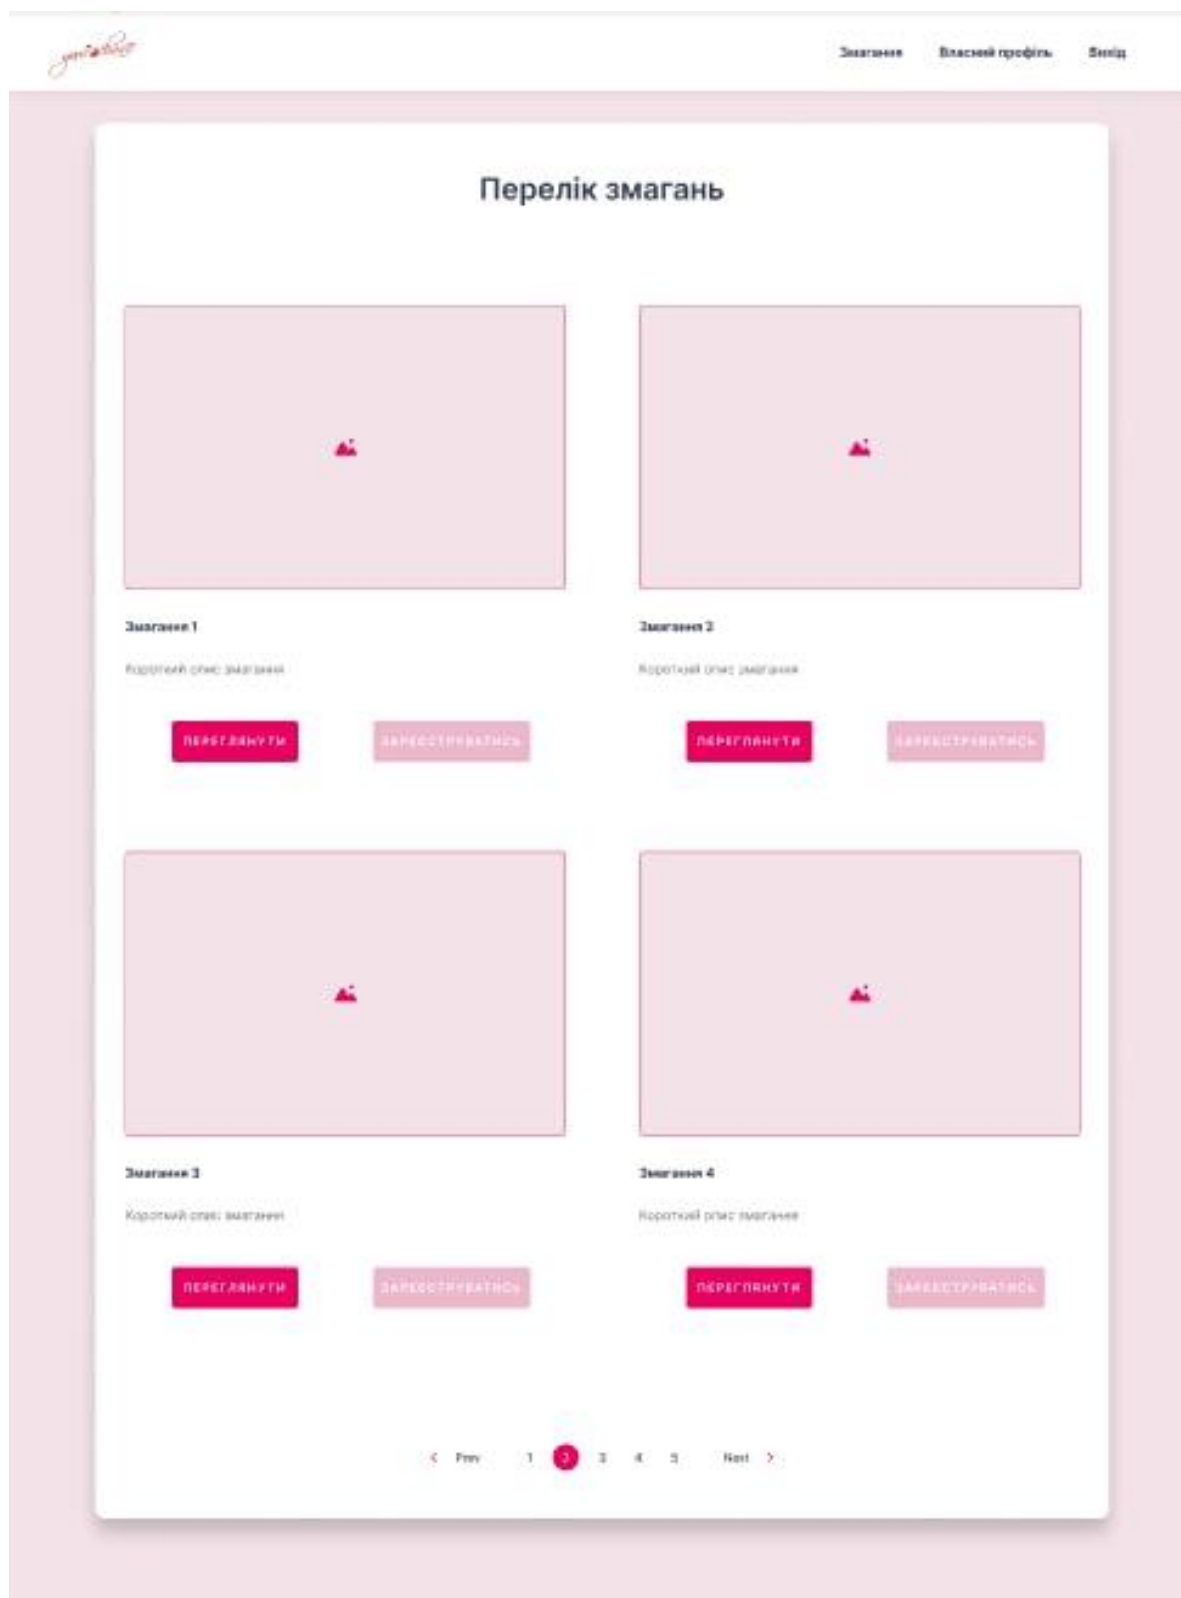 Змагання Власний профіль Вихід
Перелік змагань
Змагання 1
Змагання 2
Короткий опис змагання
Короткий опис змагання
ПЕРЕГЛЯНУТИ ЗАРЕЄСТРУВАТИСЬ
ПЕРЕГЛЯНУТИ ЗАРЕЄСТРУВАТИСЬ
Змагання 3
Змагання 4
Короткий опис змагання
Короткий опис змагання
ПЕРЕГЛЯНУТИ ЗАРЕЄСТРУВАТИСЬ
ПЕРЕГЛЯНУТИ ЗАРЕЄСТРУВАТИСЬ
Prev 1 2 3 4 5 Next